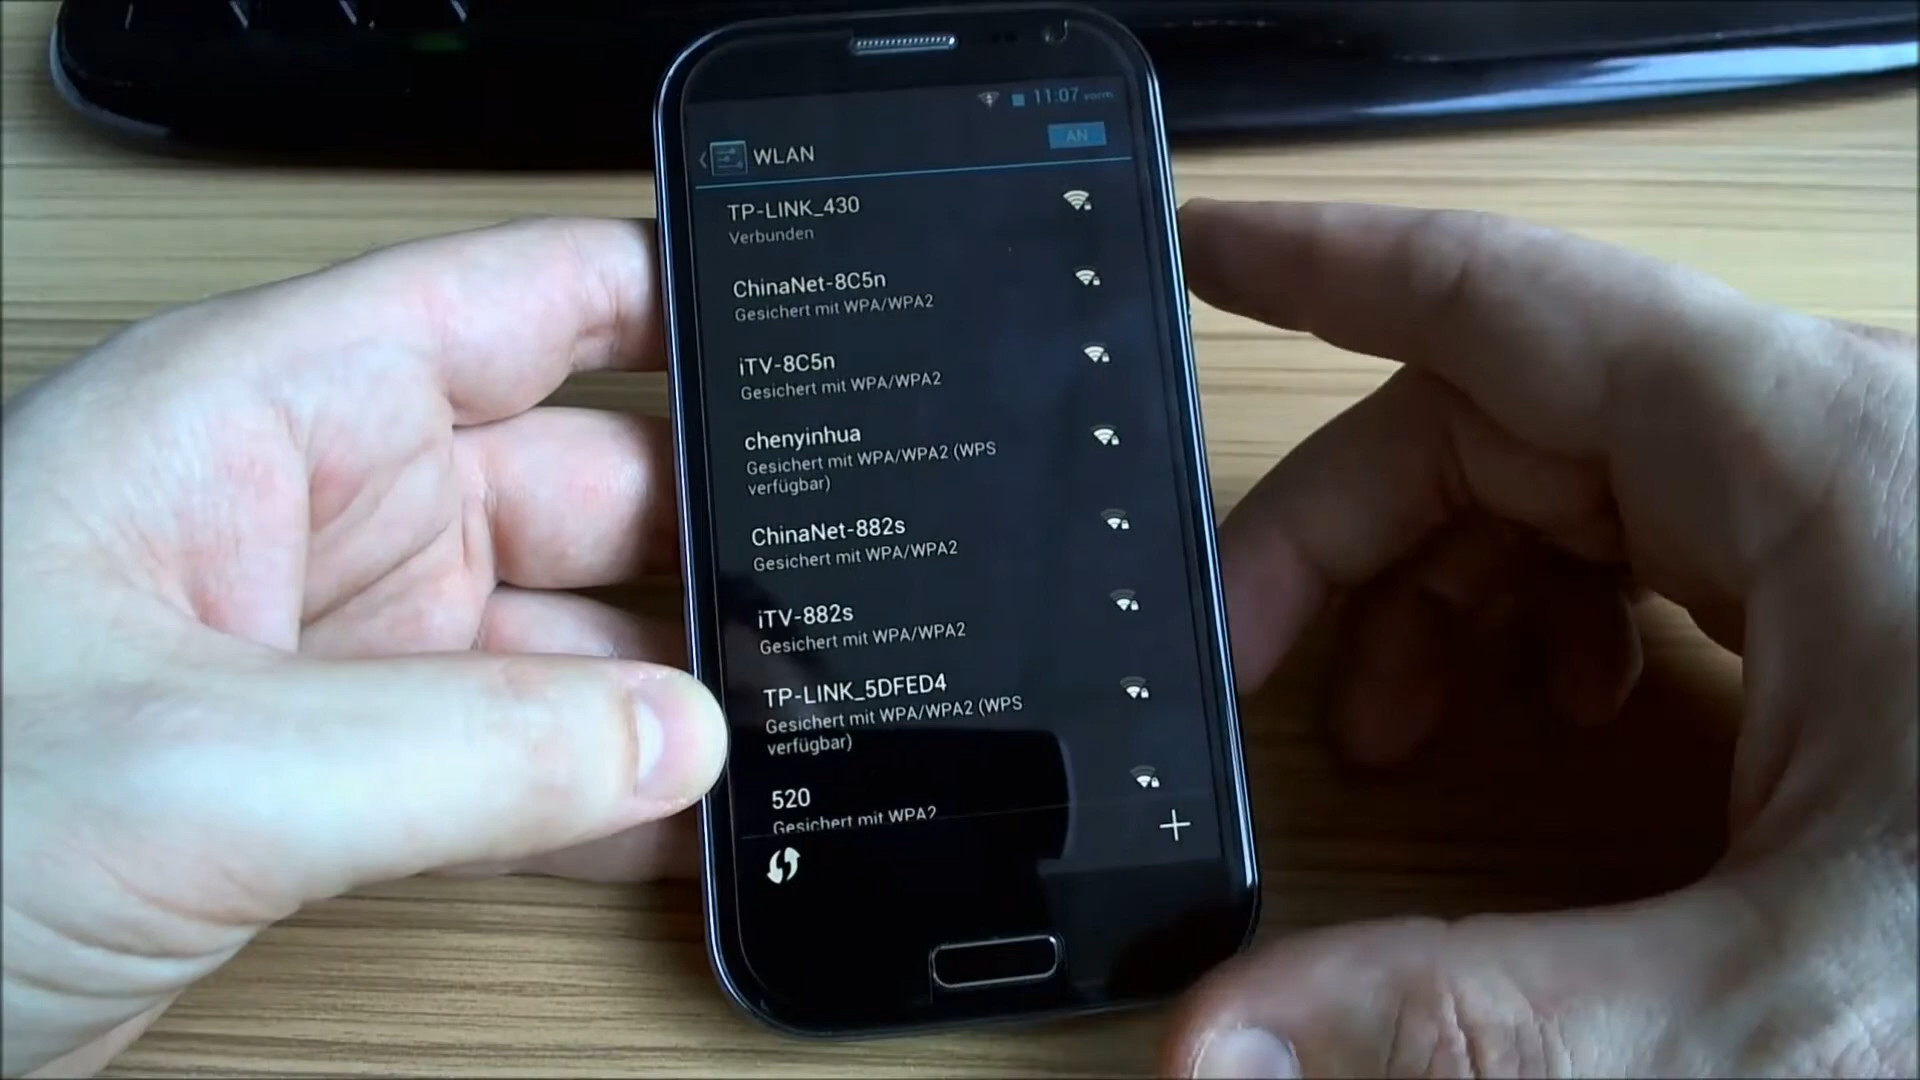 11:07 vorm.
AN
WLAN
TP-LINK_430
Verbunden
ChinaNet-8C5n
Gesichert mit WPA/WPA2
iTV-8C5n
Gesichert mit WPA/WPA2
chenyinhua
Gesichert mit WPA/WPA2 (WPS
verfügbar)
ChinaNet-882s
Gesichert mit WPA/WPA2
iTV-882s
Gesichert mit WPA/WPA2
TP-LINK_5DFED4
Gesichert mit WPA/WPA2 (WPS
verfügbar)
520
Gesichert mit WPA2